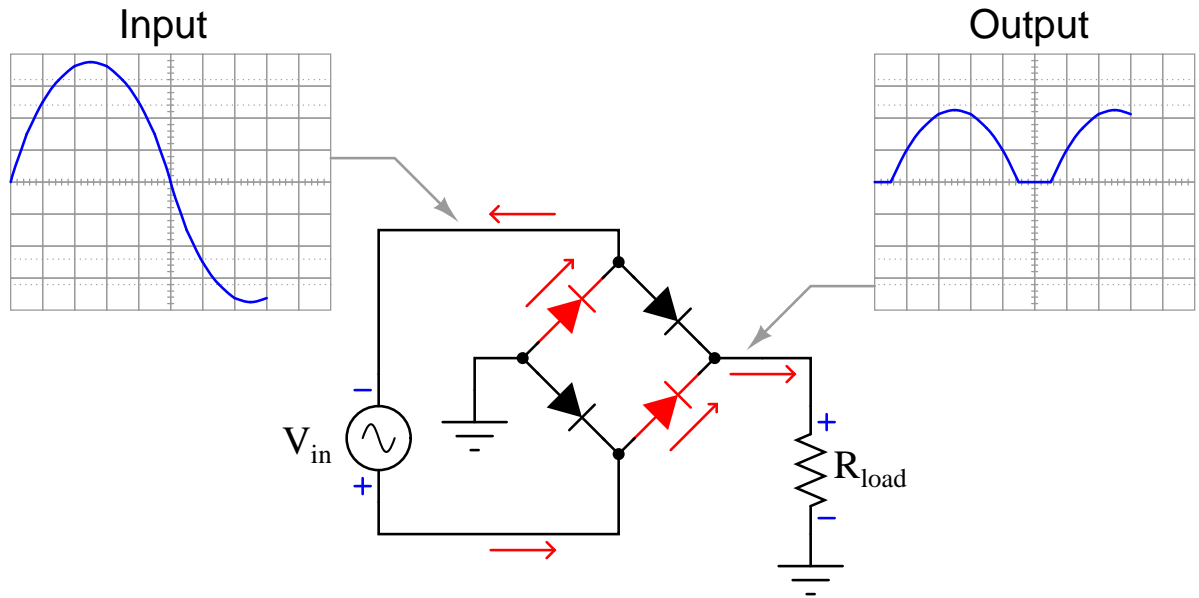 Input
Output
−
V_in
+
+
R_load
−